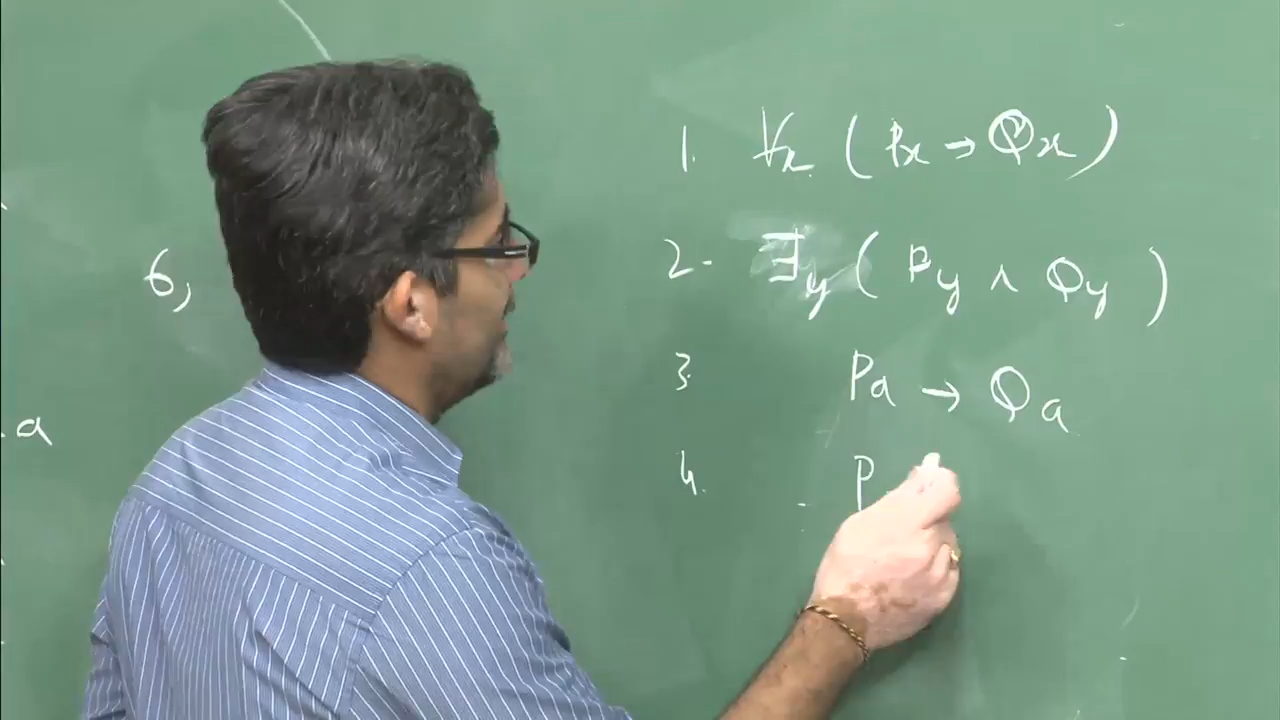 1. ∀x (Px → Qx)
2. ∃y (Py ∧ Qy)
6,
3. Pa → Qa
a
4. P